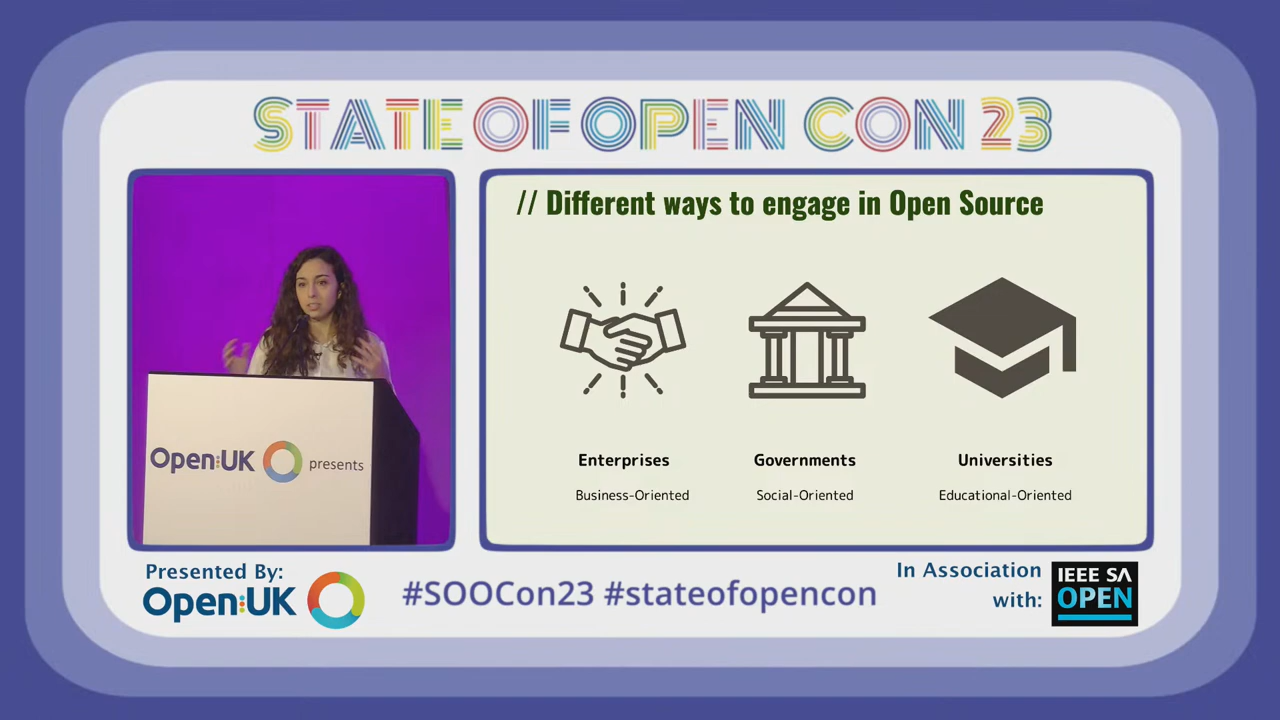 STATE OF OPEN CON 23
// Different ways to engage in Open Source
Enterprises
Governments
Universities
Business-Oriented
Social-Oriented
Educational-Oriented
Open:UK presents
Presented By:
Open:UK
#SOOCon23 #stateofopencon
In Association
with:
IEEE SA
OPEN